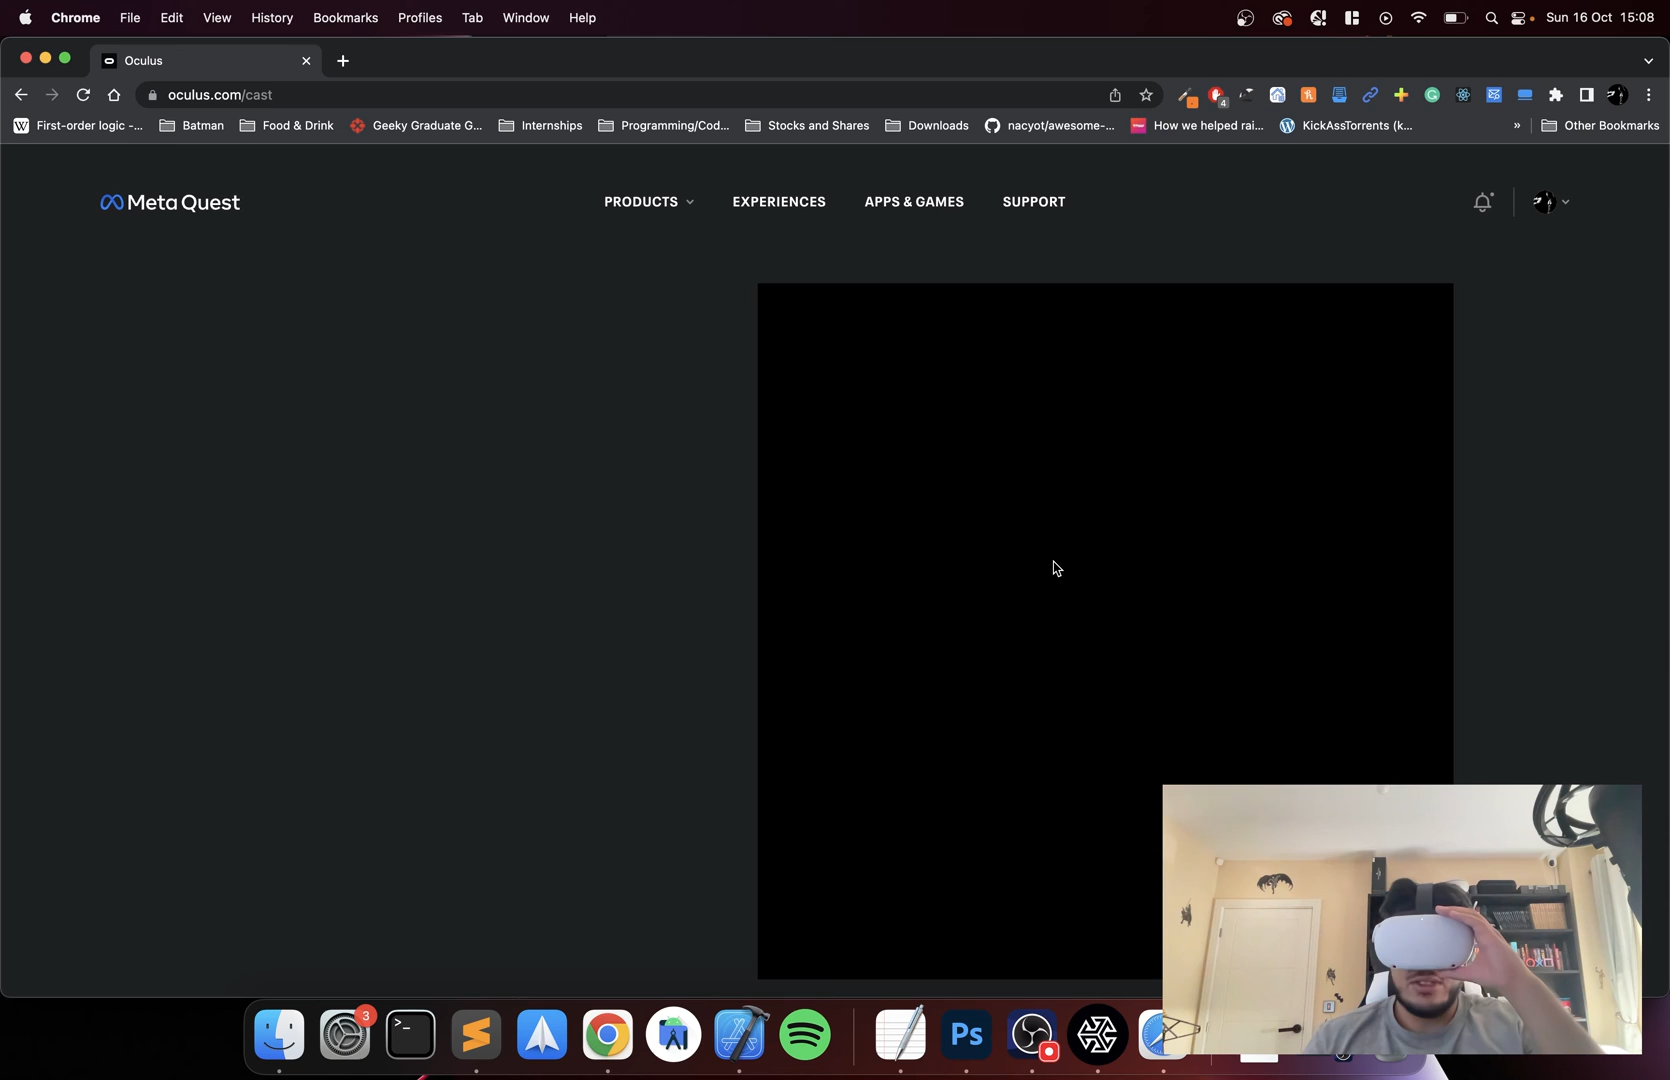 Chrome File Edit View History Bookmarks Profiles Tab Window Help Sun 16 Oct 15:08
Oculus
oculus.com/cast
4
First-order logic -... Batman Food & Drink Geeky Graduate G... Internships Programming/Cod... Stocks and Shares Downloads nacyot/awesome-... How we helped rai... KickAssTorrents (k... » Other Bookmarks
Meta Quest PRODUCTS EXPERIENCES APPS & GAMES SUPPORT
3
>_
Ps